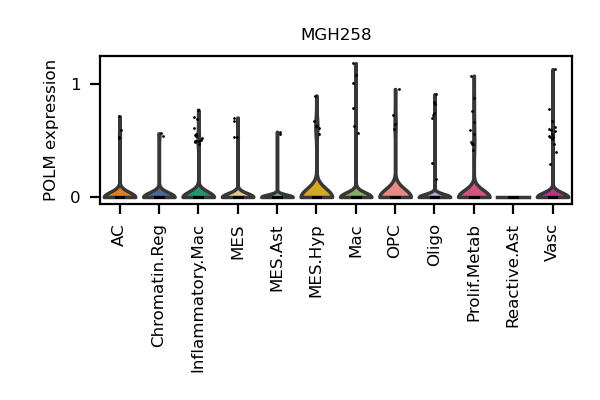 MGH258
POLM expression
1
0
AC
Chromatin.Reg
Inflammatory.Mac
MES
MES.Ast
MES.Hyp
Mac
OPC
Oligo
Prolif.Metab
Reactive.Ast
Vasc